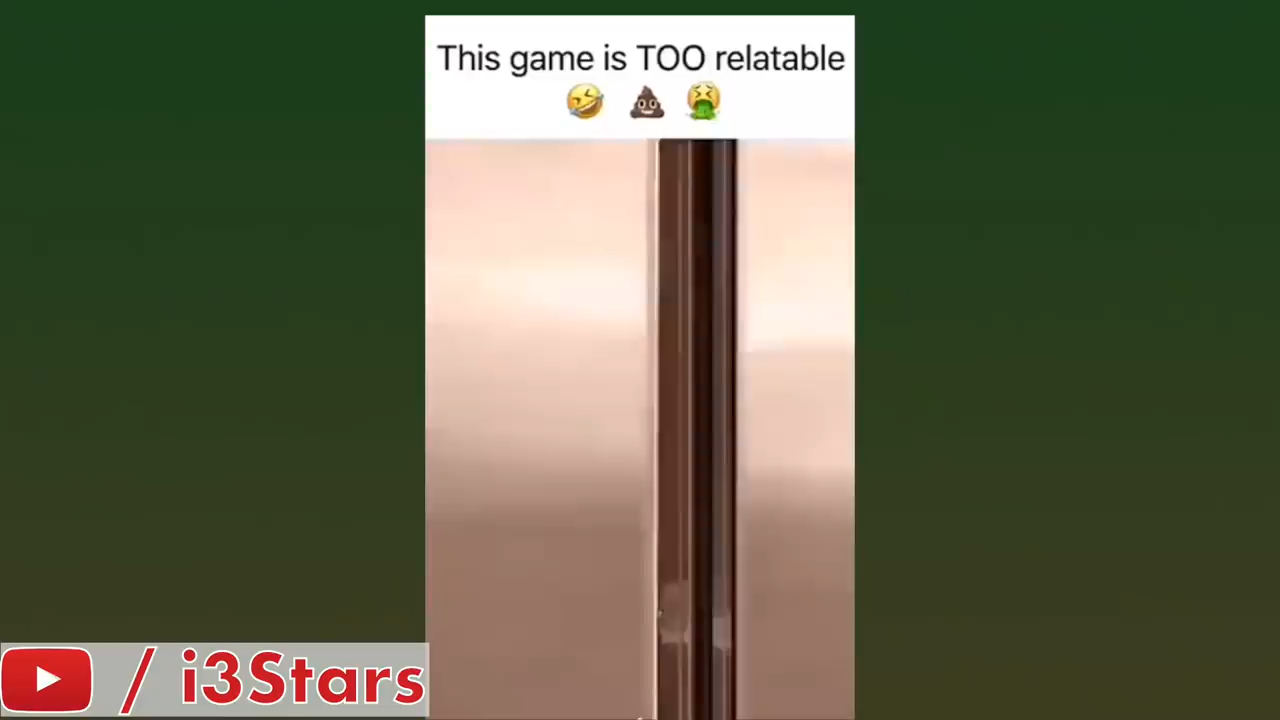 This game is TOO relatable
🤣 💩 🤮
/ i3Stars